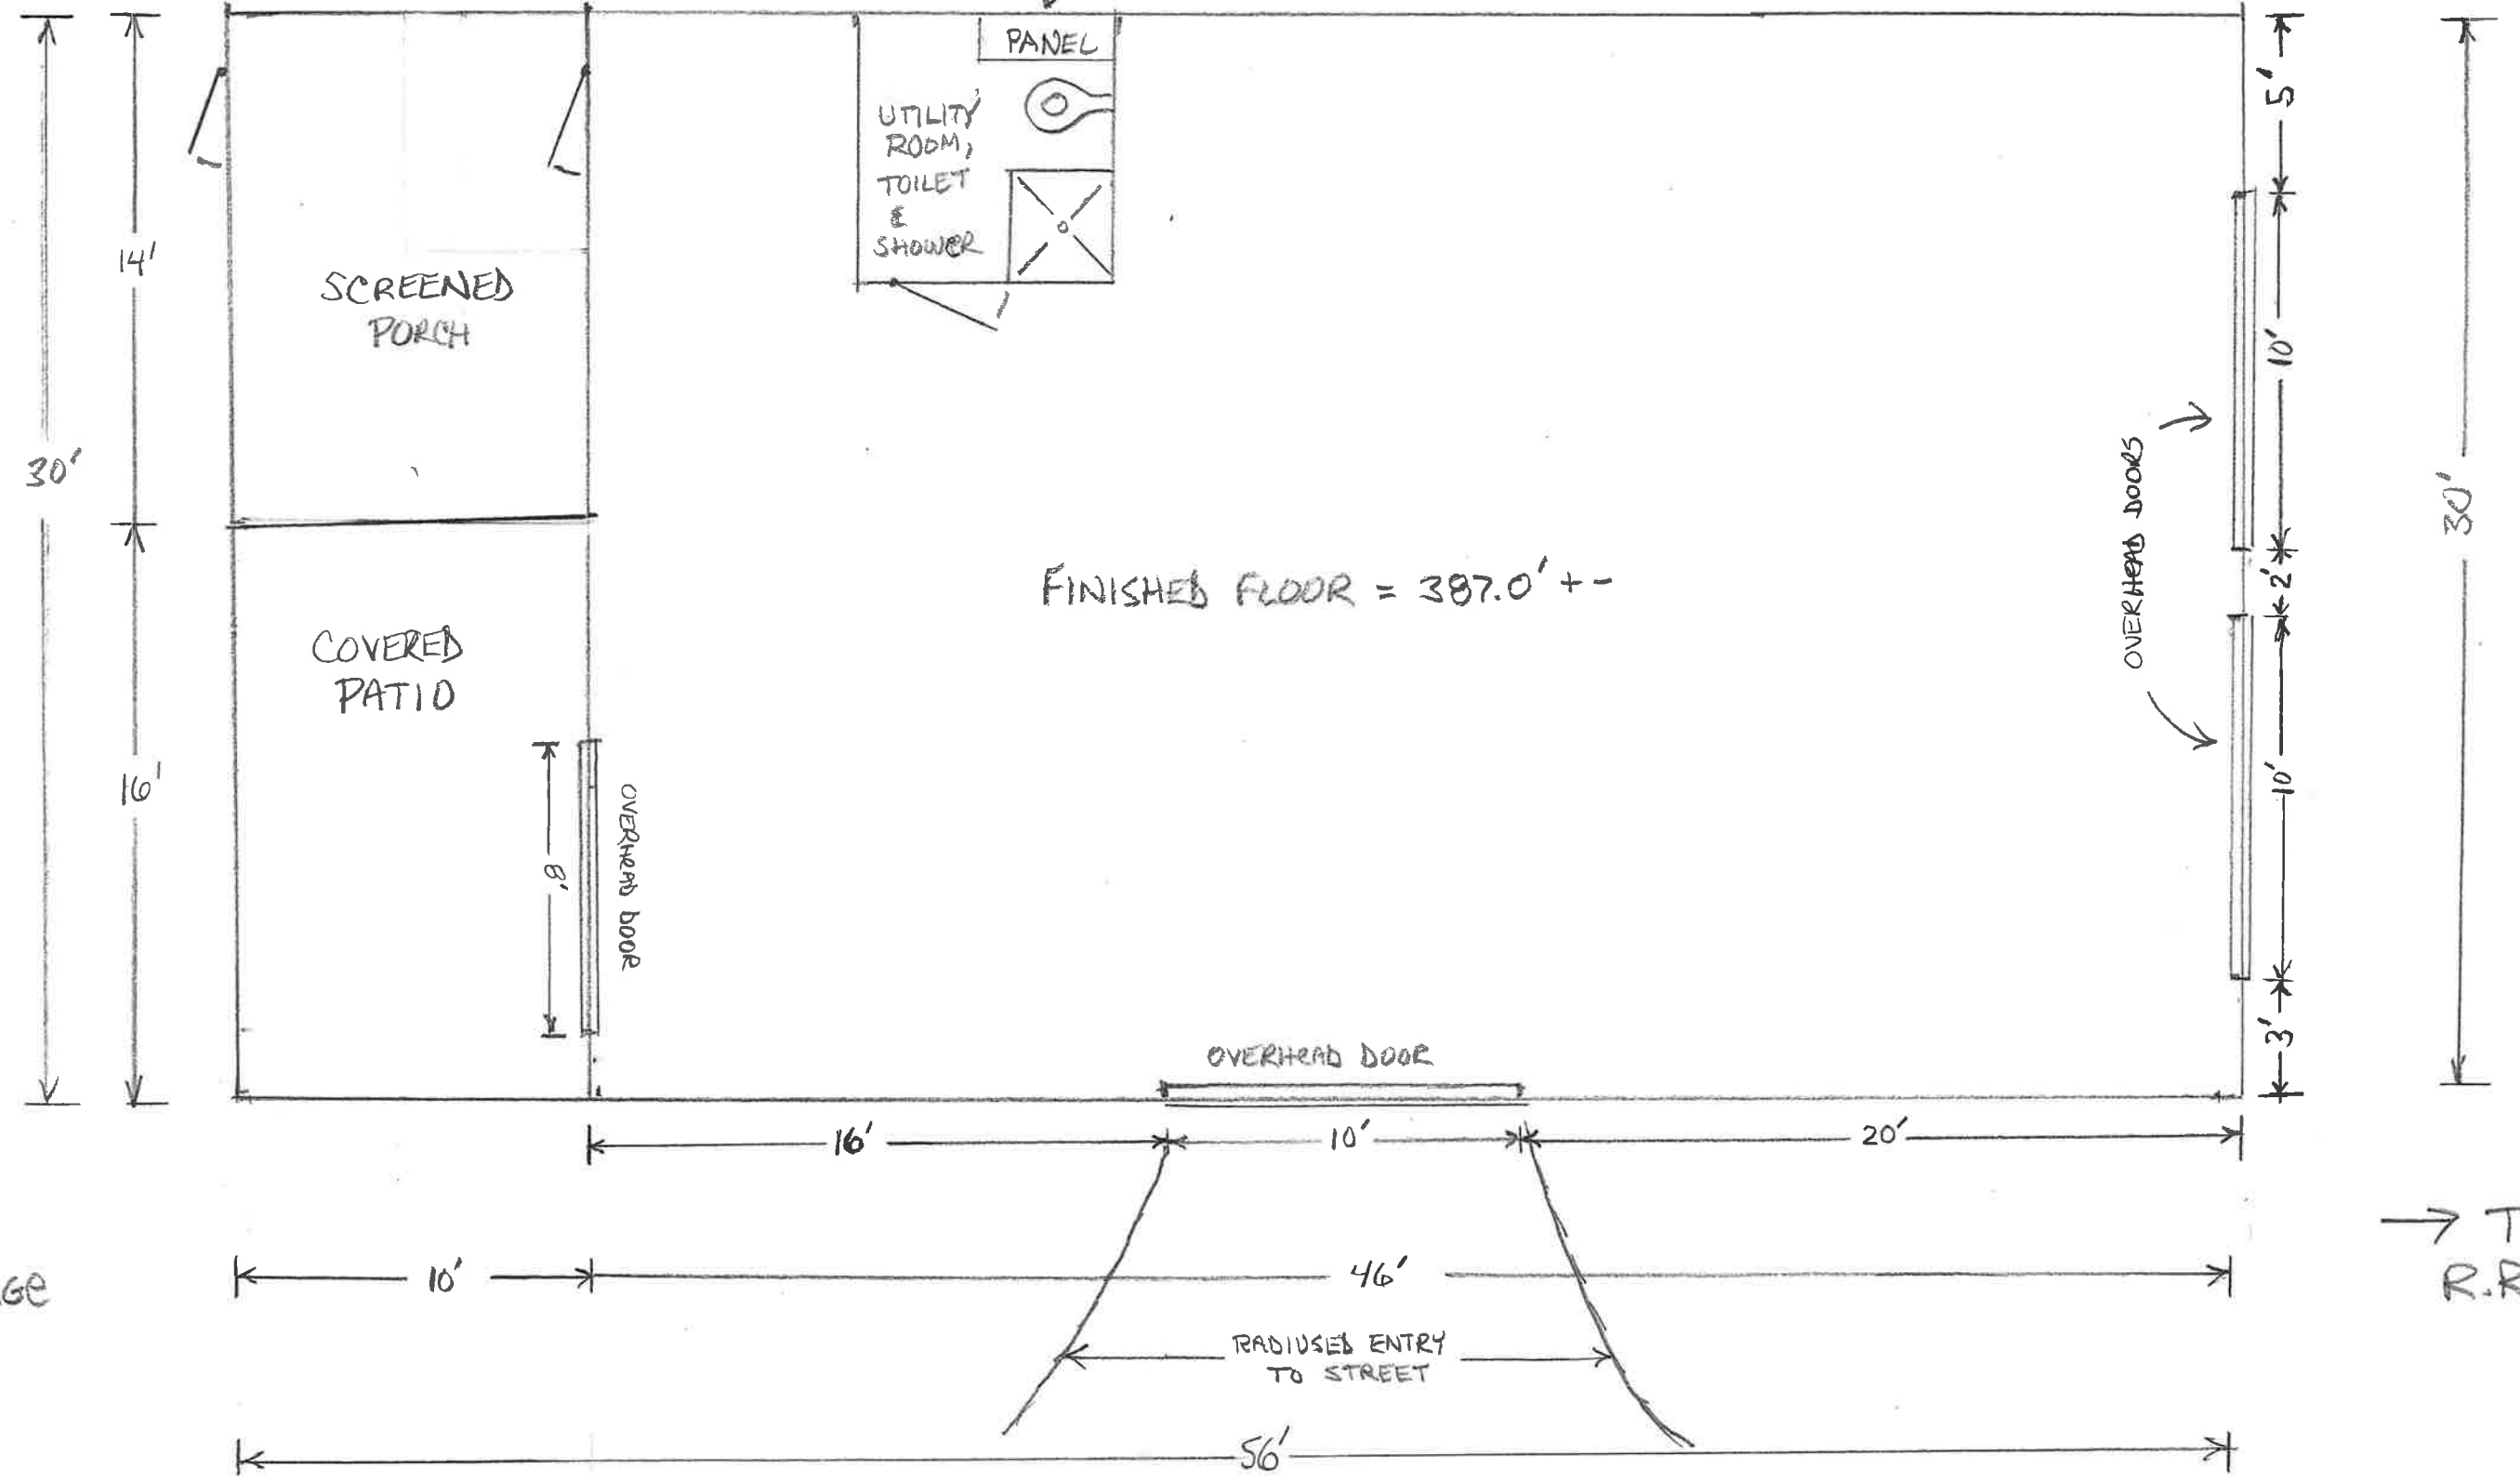 PANEL
UTILITY
ROOM,
TOILET
&
SHOWER
5'
14'
SCREENED
PORCH
10'
30'
30'
OVERHEAD DOORS
FINISHED FLOOR = 387.0' + -
2'
COVERED
PATIO
16'
10'
8'
OVERHEAD DOOR
3'
OVERHEAD DOOR
16'
10'
20'
→ T
R.R
GE
10'
46'
RADIUSED ENTRY
TO STREET
56'